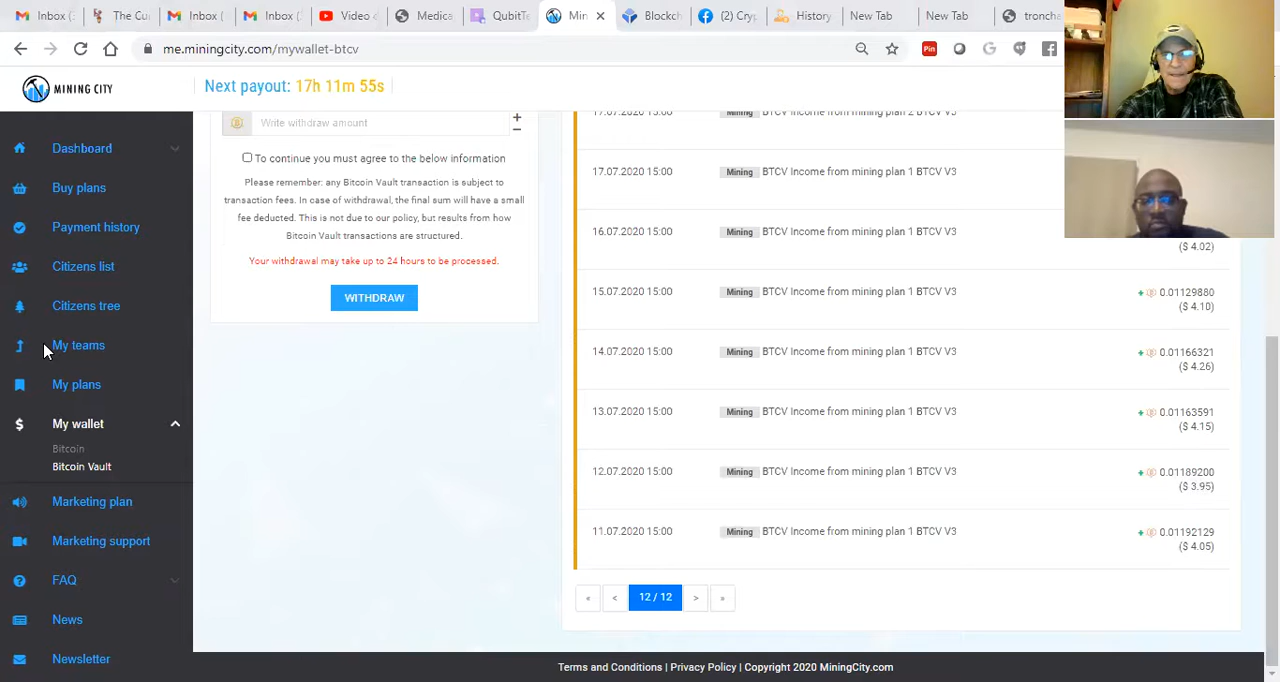 Inbox (
The Cu
Inbox (
Inbox (
Video
Medica
QubitTe
Min
Blockch
(2) Cry
History
New Tab
New Tab
troncha
me.miningcity.com/mywallet-btcv
Pin
MINING CITY
Next payout: 17h 11m 55s
Dashboard
Buy plans
Payment history
Citizens list
Citizens tree
My teams
My plans
My wallet
Bitcoin
Bitcoin Vault
Marketing plan
Marketing support
FAQ
News
Newsletter
Write withdraw amount
To continue you must agree to the below information
Please remember: any Bitcoin Vault transaction is subject to
transaction fees. In case of withdrawal, the final sum will have a small
fee deducted. This is not due to our policy, but results from how
Bitcoin Vault transactions are structured.
Your withdrawal may take up to 24 hours to be processed.
WITHDRAW
17.07.2020 15:00 Mining BTCV Income from mining plan 1 BTCV V3
16.07.2020 15:00 Mining BTCV Income from mining plan 1 BTCV V3
($ 4.02)
15.07.2020 15:00 Mining BTCV Income from mining plan 1 BTCV V3 + 0.01129880
($ 4.10)
14.07.2020 15:00 Mining BTCV Income from mining plan 1 BTCV V3 + 0.01166321
($ 4.26)
13.07.2020 15:00 Mining BTCV Income from mining plan 1 BTCV V3 + 0.01163591
($ 4.15)
12.07.2020 15:00 Mining BTCV Income from mining plan 1 BTCV V3 + 0.01189200
($ 3.95)
11.07.2020 15:00 Mining BTCV Income from mining plan 1 BTCV V3 + 0.01192129
($ 4.05)
« < 12 / 12 > »
Terms and Conditions | Privacy Policy | Copyright 2020 MiningCity.com